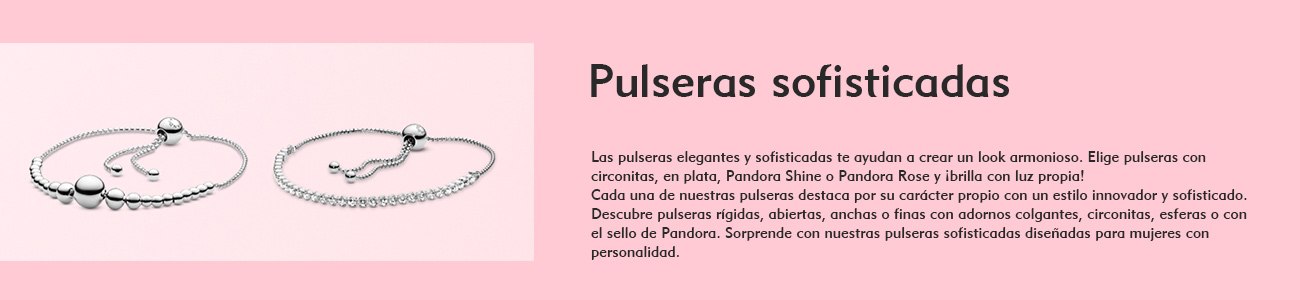 Pulseras sofisticadas
Las pulseras elegantes y sofisticadas te ayudan a crear un look armonioso. Elige pulseras con
circonitas, en plata, Pandora Shine o Pandora Rose y ¡brilla con luz propia!
Cada una de nuestras pulseras destaca por su carácter propio con un estilo innovador y sofisticado.
Descubre pulseras rígidas, abiertas, anchas o finas con adornos colgantes, circonitas, esferas o con
el sello de Pandora. Sorprende con nuestras pulseras sofisticadas diseñadas para mujeres con
personalidad.